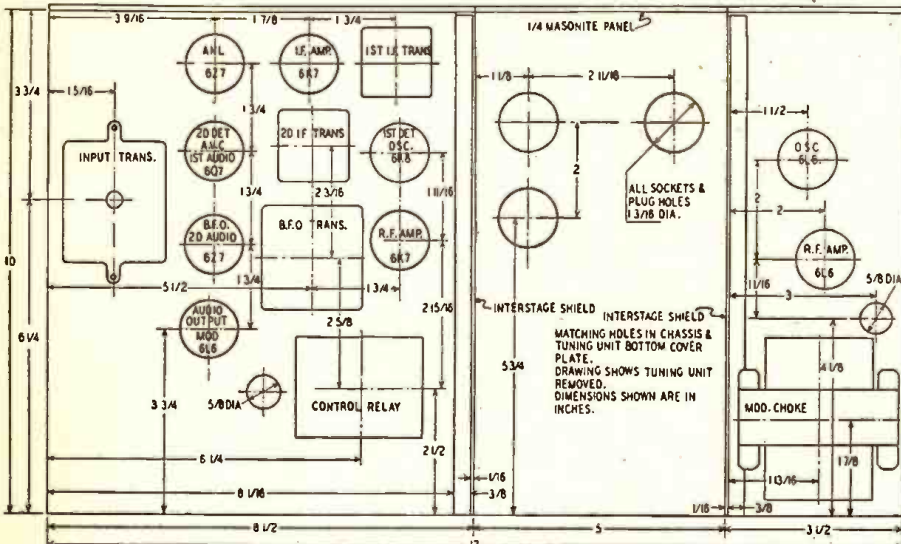 1/4 MASONITE PANEL
3 9/16
1 7/8
1 3/4
A.N.L.
6Z7
I.F. AMP.
6K7
1ST I.F. TRANS
1 1/8
2 11/16
3 3/4
1 5/16
1 3/4
1 1/2
OSC.
6L6
INPUT TRANS.
2D DET
A.V.C.
1ST AUDIO
6Q7
2D I.F. TRANS
1ST DET
OSC.
6K8
2
2
1 3/4
2 3/16
1 11/16
ALL SOCKETS &
PLUG HOLES
1 3/16 DIA.
2
B.F.O.
2D AUDIO
6Z7
B.F.O. TRANS.
R.F. AMP.
6K7
R.F. AMP.
6L6
10
5 1/2
1 3/4
1 3/4
1 1/16
5/8 DIA
3
6 1/4
AUDIO
OUTPUT
MOD
6L6
2 5/8
2 15/16
INTERSTAGE SHIELD
INTERSTAGE SHIELD
MATCHING HOLES IN CHASSIS &
TUNING UNIT BOTTOM COVER
PLATE.
DRAWING SHOWS TUNING UNIT
REMOVED.
DIMENSIONS SHOWN ARE IN
INCHES.
5 3/4
4 1/8
3 3/4
5/8 DIA
CONTROL RELAY
MOD. CHOKE
2 1/2
1 7/8
6 1/4
1 13/16
1/16
8 1/16
3/8
1/16
3/8
8 1/2
5
3 1/2